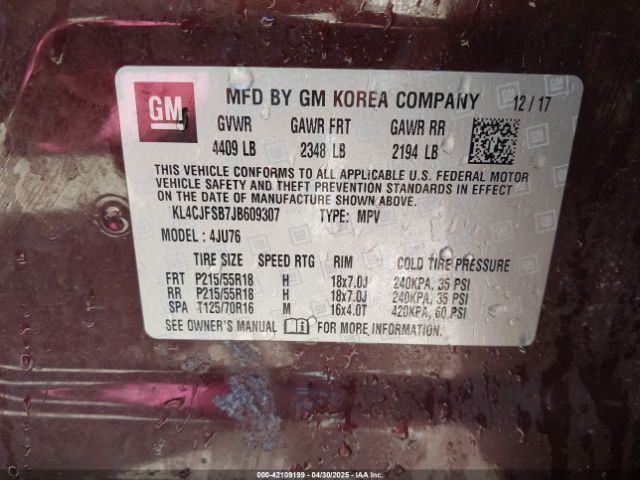 GM
MFD BY GM KOREA COMPANY 12/17
GVWR GAWR FRT GAWR RR
4409 LB 2348 LB 2194 LB
THIS VEHICLE CONFORMS TO ALL APPLICABLE U.S. FEDERAL MOTOR
VEHICLE SAFETY AND THEFT PREVENTION STANDARDS IN EFFECT
ON THE DATE OF MANUFACTURE SHOWN ABOVE.
KL4CJFSB7JB609307 TYPE: MPV
MODEL: 4JU76
TIRE SIZE SPEED RTG RIM COLD TIRE PRESSURE
FRT P215/55R18 H 18x7.0J 240KPA, 35 PSI
RR P215/55R18 H 18x7.0J 240KPA, 35 PSI
SPA T125/70R16 M 16x4.0T 420KPA, 60 PSI
SEE OWNER'S MANUAL FOR MORE INFORMATION.
000-42109199 - 04/30/2025 - IAA Inc.